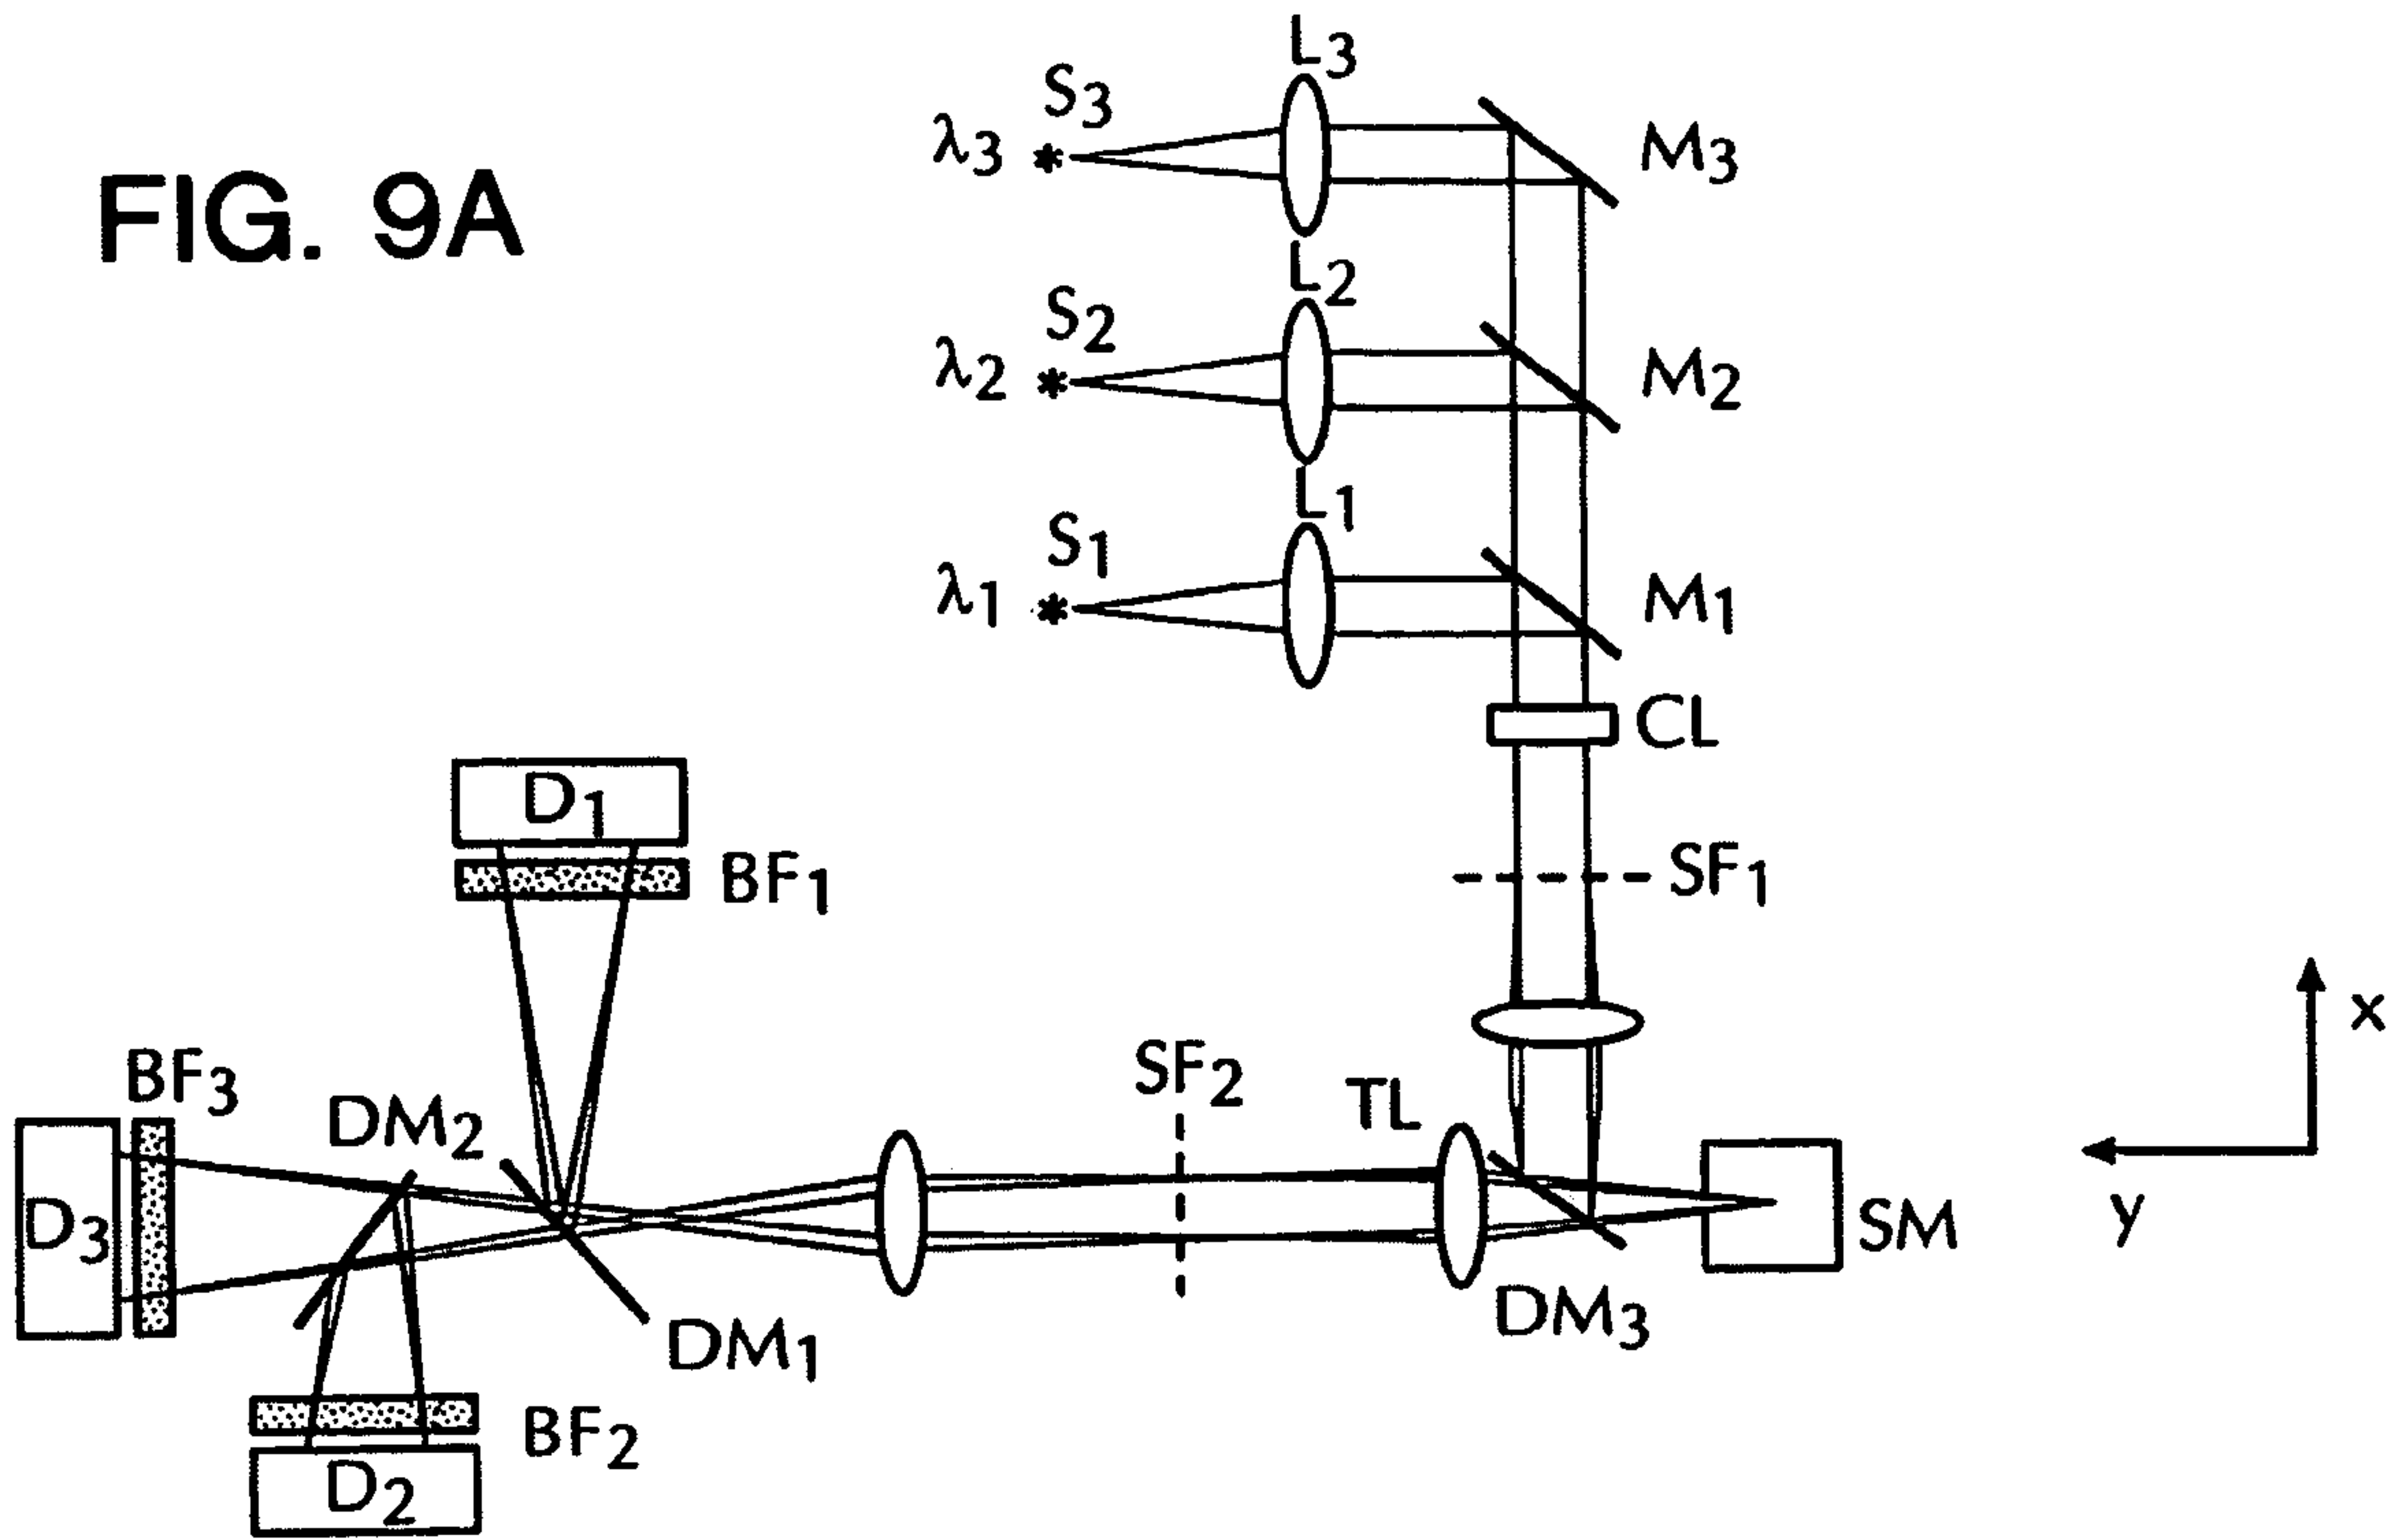 FIG. 9A
L3
S3
λ3
M3
L2
S2
λ2
M2
L1
S1
λ1
M1
CL
D1
BF1
SF1
x
BF3
SF2
DM2
TL
D3
SM
y
DM3
DM1
BF2
D2